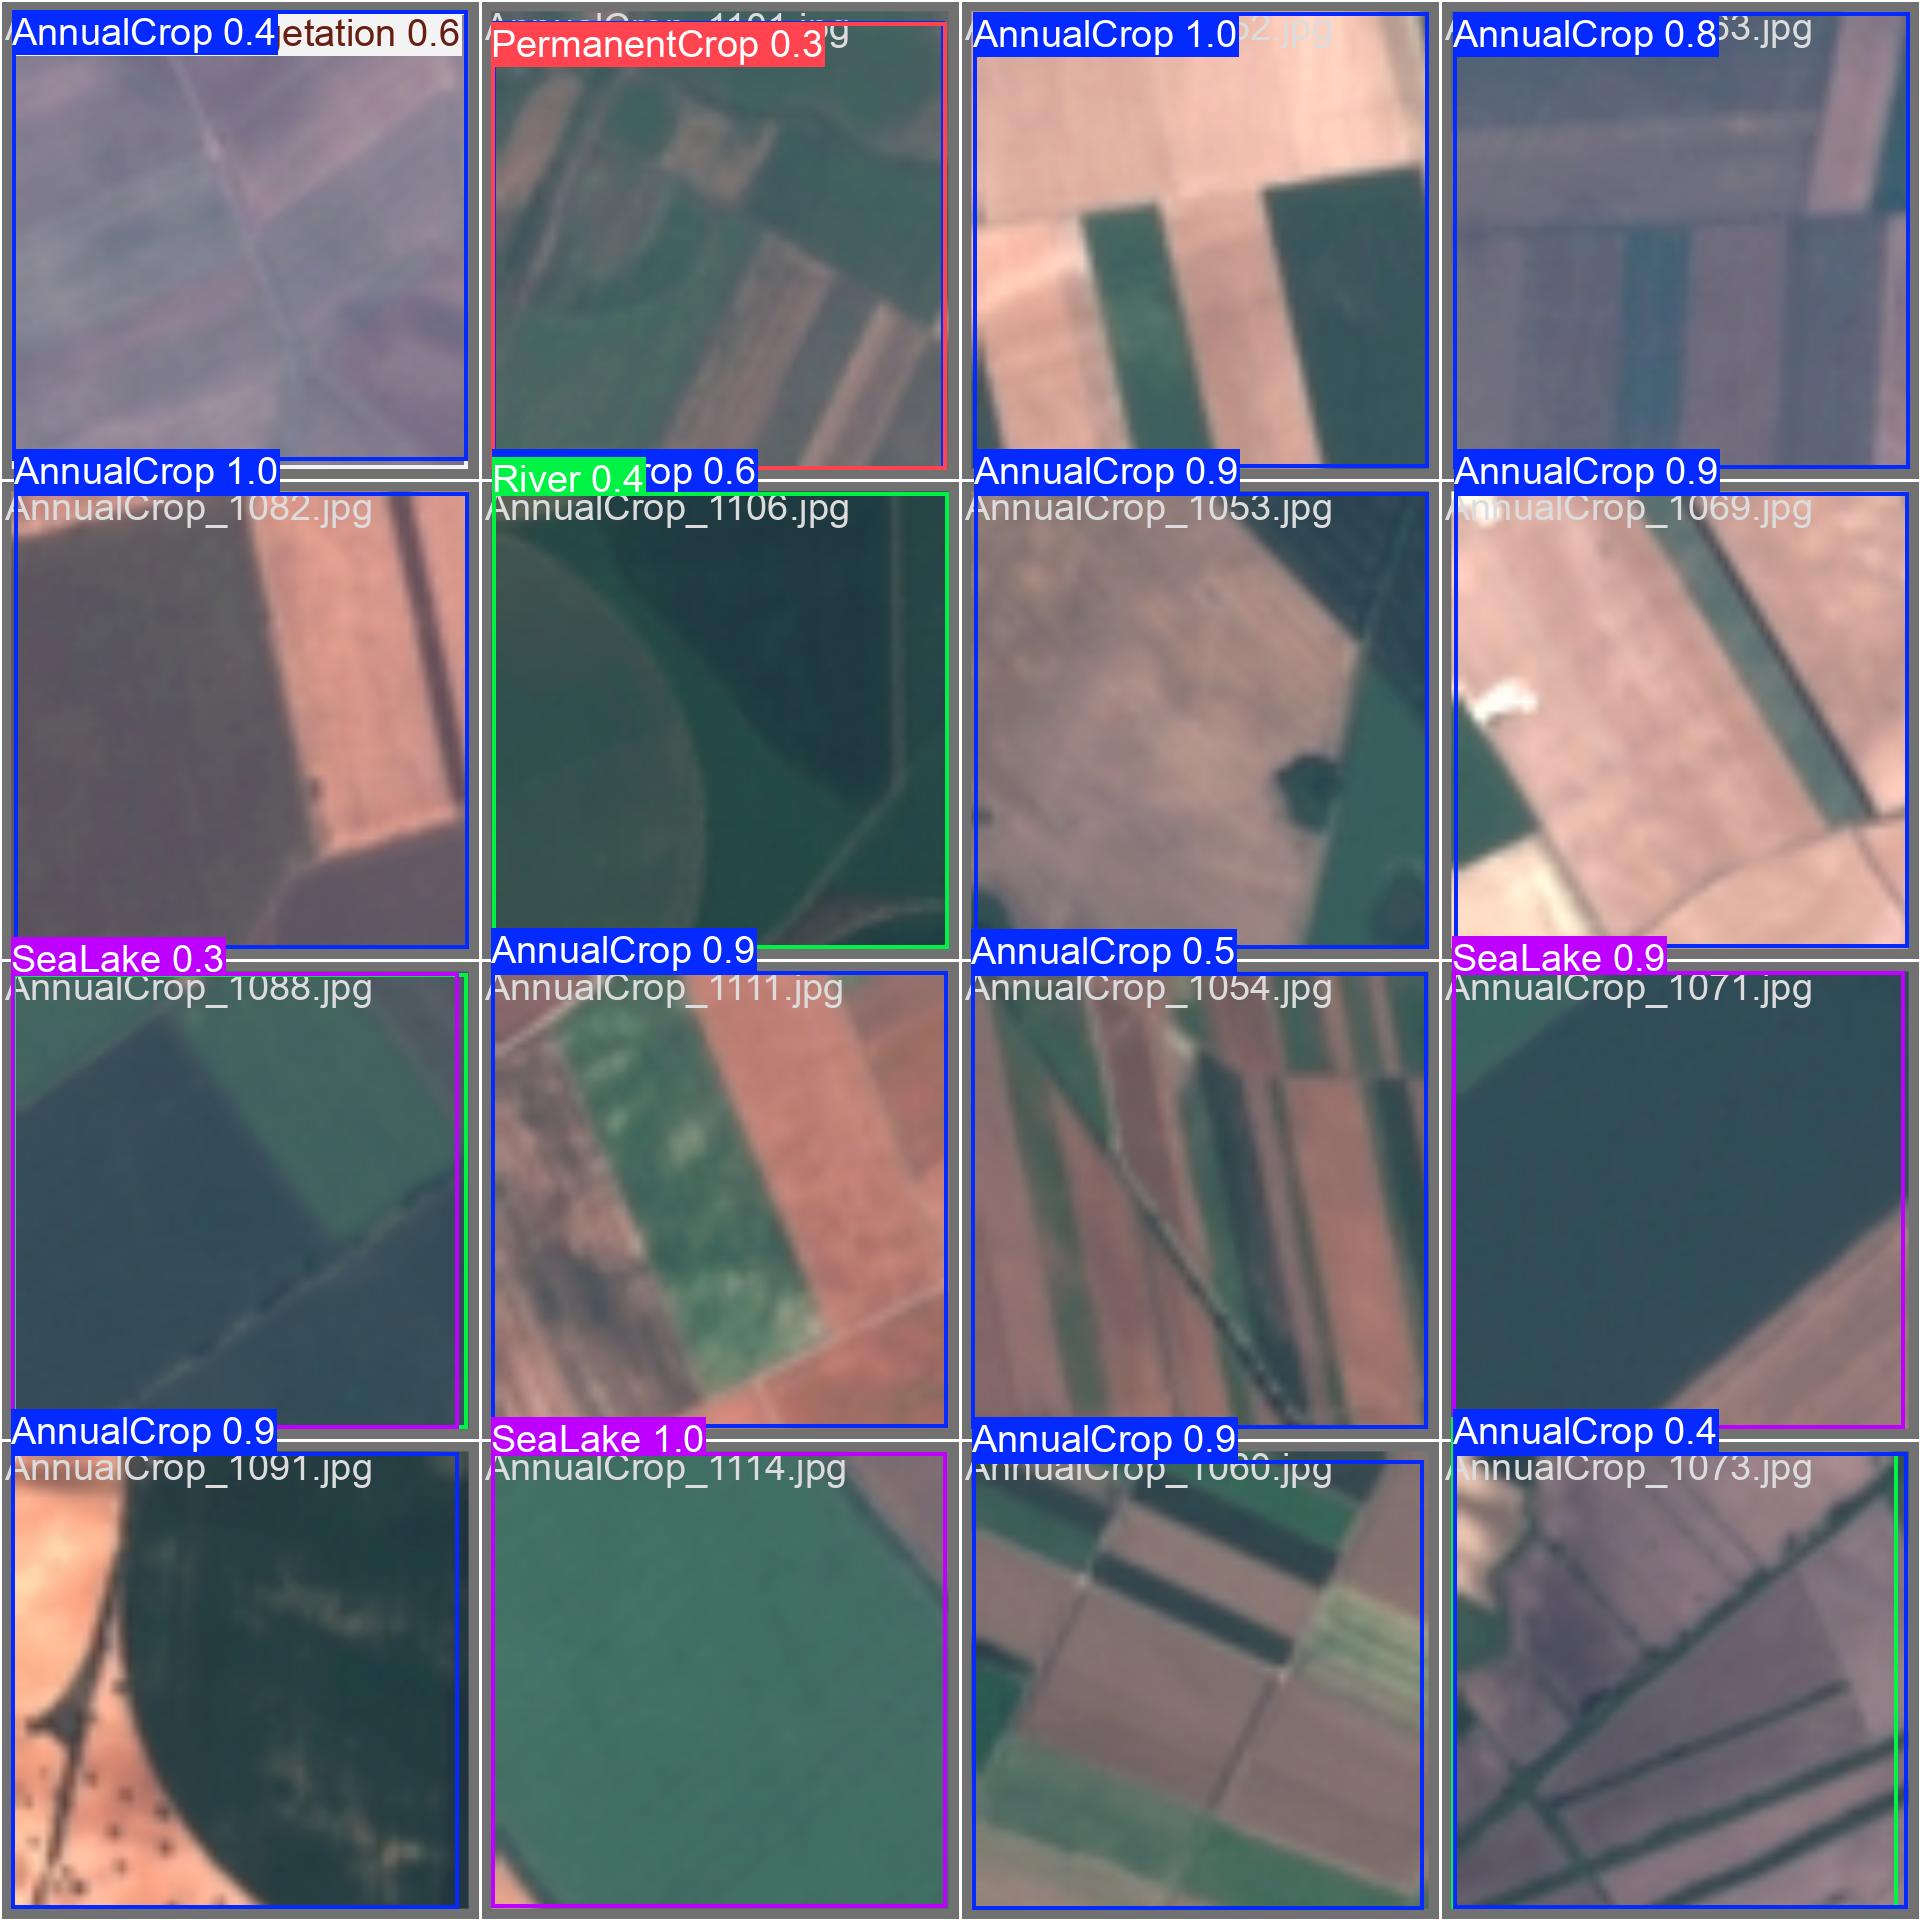 AnnualCrop 0.4 etation 0.6
PermanentCrop 0.3
AnnualCrop 1.0
AnnualCrop 0.8
AnnualCrop 1.0
River 0.4 rop 0.6
AnnualCrop 0.9
AnnualCrop 0.9
AnnualCrop_1082.jpg
AnnualCrop_1106.jpg
AnnualCrop_1053.jpg
AnnualCrop_1069.jpg
SeaLake 0.3
AnnualCrop 0.9
AnnualCrop 0.5
SeaLake 0.9
AnnualCrop_1088.jpg
AnnualCrop_1111.jpg
AnnualCrop_1054.jpg
AnnualCrop_1071.jpg
AnnualCrop 0.9
SeaLake 1.0
AnnualCrop 0.9
AnnualCrop 0.4
AnnualCrop_1091.jpg
AnnualCrop_1114.jpg
AnnualCrop_1060.jpg
AnnualCrop_1073.jpg